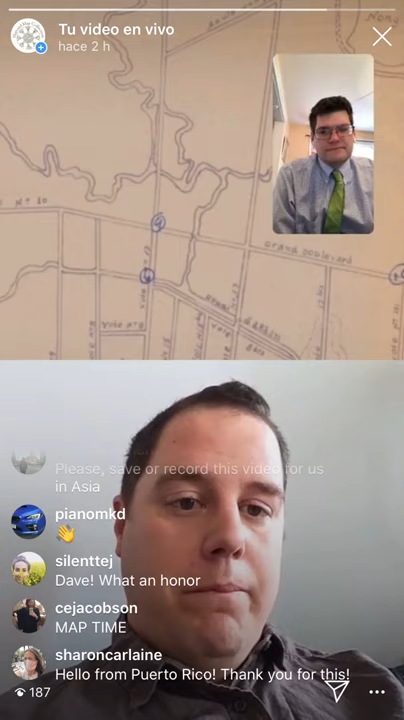 Tu video en vivo
hace 2 h
Grand Boulevard
Please, save or record this video for us
in Asia
pianomkd
👋
silenttej
Dave! What an honor
cejacobson
MAP TIME
sharoncarlaine
Hello from Puerto Rico! Thank you for this!
187